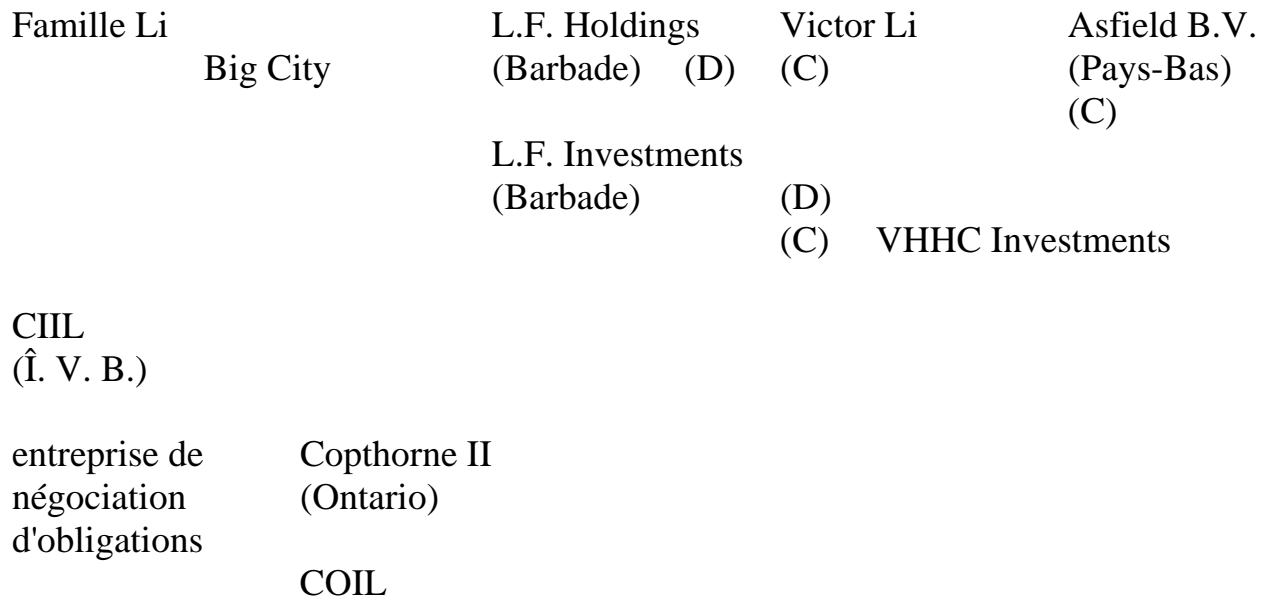 Famille Li L.F. Holdings Victor Li Asfield B.V.
Big City (Barbade) (D) (C) (Pays-Bas)
(C)
L.F. Investments
(Barbade) (D)
(C) VHHC Investments
CIIL
(Î. V. B.)
entreprise de Copthorne II
négociation (Ontario)
d'obligations
COIL